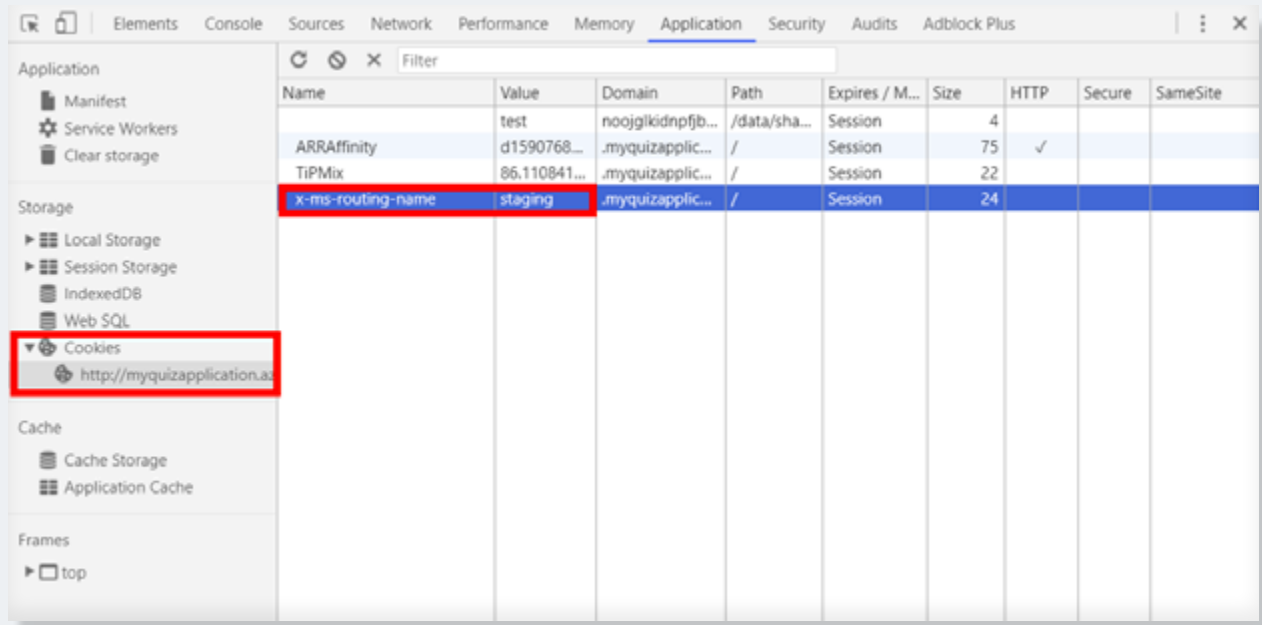 Elements Console Sources Network Performance Memory Application Security Audits Adblock Plus
Application
Manifest
Service Workers
Clear storage
Storage
Local Storage
Session Storage
IndexedDB
Web SQL
Cookies
http://myquizapplication.az
Cache
Cache Storage
Application Cache
Frames
top
Filter
Name Value Domain Path Expires / M... Size HTTP Secure SameSite
test noojglkidnpfjb... /data/sha... Session 4
ARRAffinity d1590768... .myquizapplic... / Session 75 ✓
TiPMix 86.110841... .myquizapplic... / Session 22
x-ms-routing-name staging .myquizapplic... / Session 24